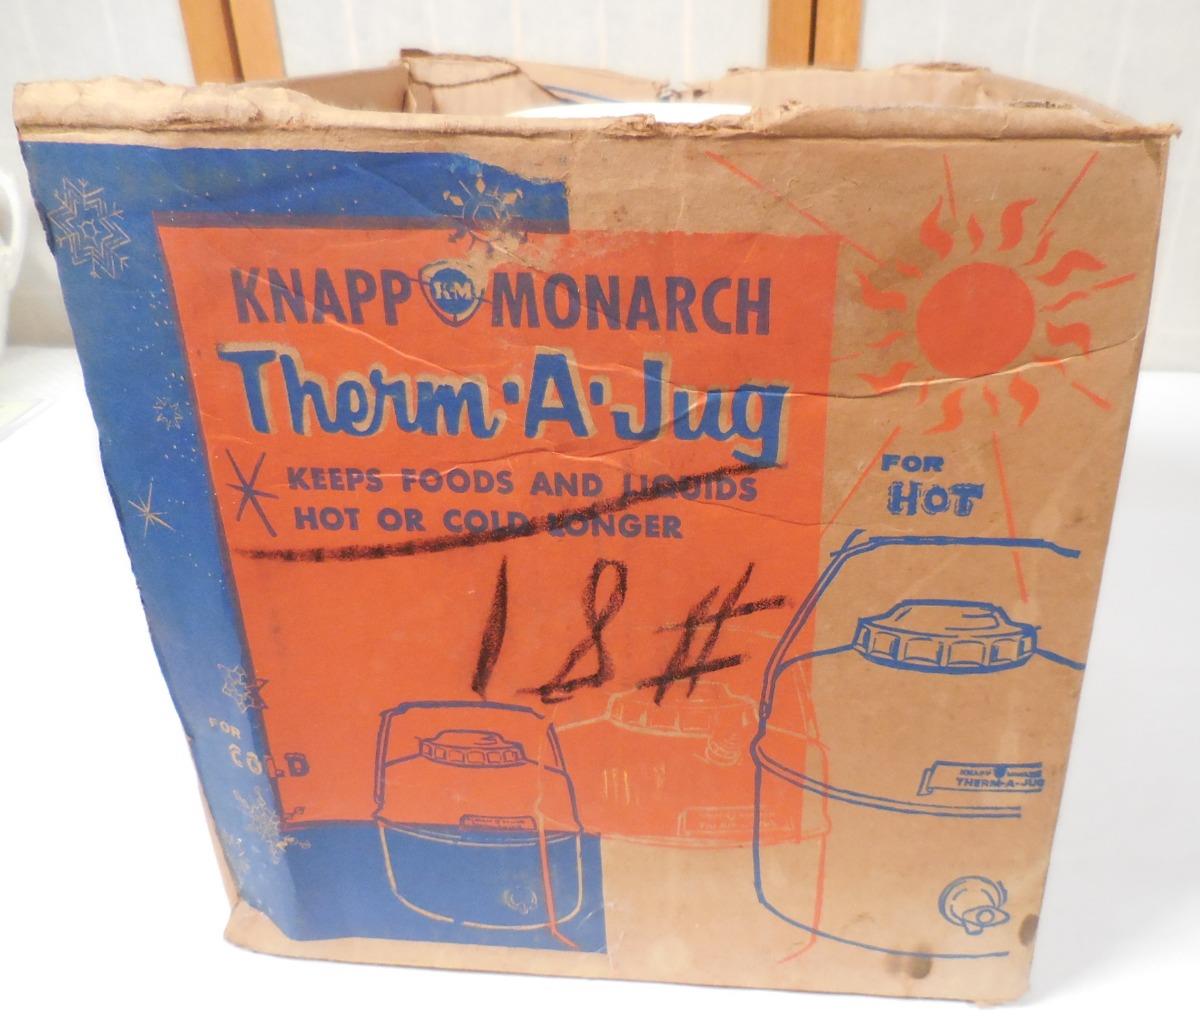 KNAPP K-M MONARCH
Therm·A·Jug
KEEPS FOODS AND LIQUIDS
HOT OR COLD LONGER
FOR
HOT
18#
FOR
COLD
KNAPP MONARCH
THERM-A-JUG